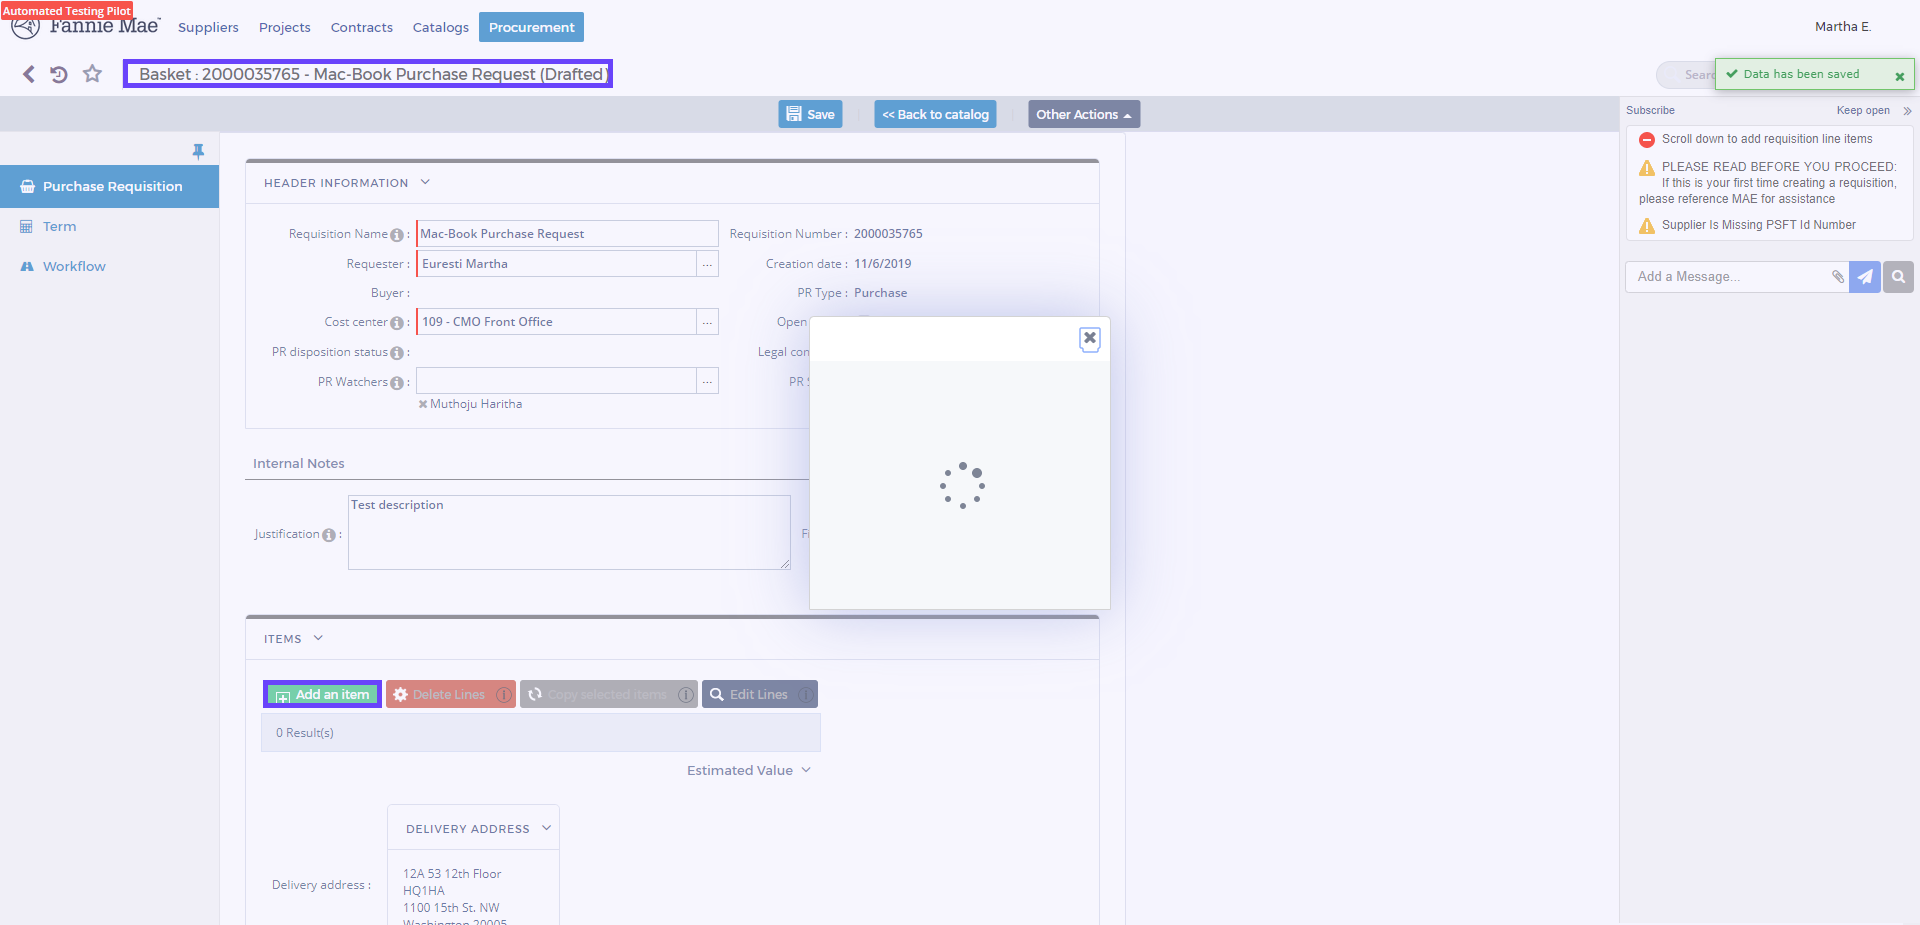 Automated Testing Pilot
Fannie Mae
Suppliers
Projects
Contracts
Catalogs
Procurement
Martha E.
Basket : 2000035765 - Mac-Book Purchase Request (Drafted)
Data has been saved
Save
<< Back to catalog
Other Actions
Subscribe
Keep open
Purchase Requisition
Term
Workflow
HEADER INFORMATION
Requisition Name : Mac-Book Purchase Request
Requisition Number : 2000035765
Requester : Euresti Martha ...
Creation date : 11/6/2019
Buyer :
PR Type : Purchase
Cost center : 109 - CMO Front Office ...
Open
PR disposition status :
Legal
PR Watchers : ...
PR
Muthoju Haritha
Internal Notes
Justification : Test description
ITEMS
Add an item
Delete Lines
Copy selected items
Edit Lines
0 Result(s)
Estimated Value
DELIVERY ADDRESS
Delivery address :
12A 53 12th Floor
HQ1HA
1100 15th St. NW
Washington 20005
Scroll down to add requisition line items
PLEASE READ BEFORE YOU PROCEED:
If this is your first time creating a requisition,
please reference MAE for assistance
Supplier Is Missing PSFT Id Number
Add a Message...